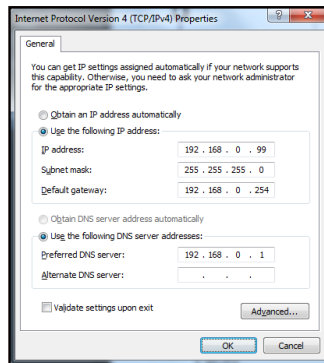 Internet Protocol Version 4 (TCP/IPv4) Properties
General
You can get IP settings assigned automatically if your network supports
this capability. Otherwise, you need to ask your network administrator
for the appropriate IP settings.
Obtain an IP address automatically
Use the following IP address:
IP address: 192 . 168 . 0 . 99
Subnet mask: 255 . 255 . 255 . 0
Default gateway: 192 . 168 . 0 . 254
Obtain DNS server address automatically
Use the following DNS server addresses:
Preferred DNS server: 192 . 168 . 0 . 1
Alternate DNS server: . . .
Validate settings upon exit
Advanced...
OK Cancel